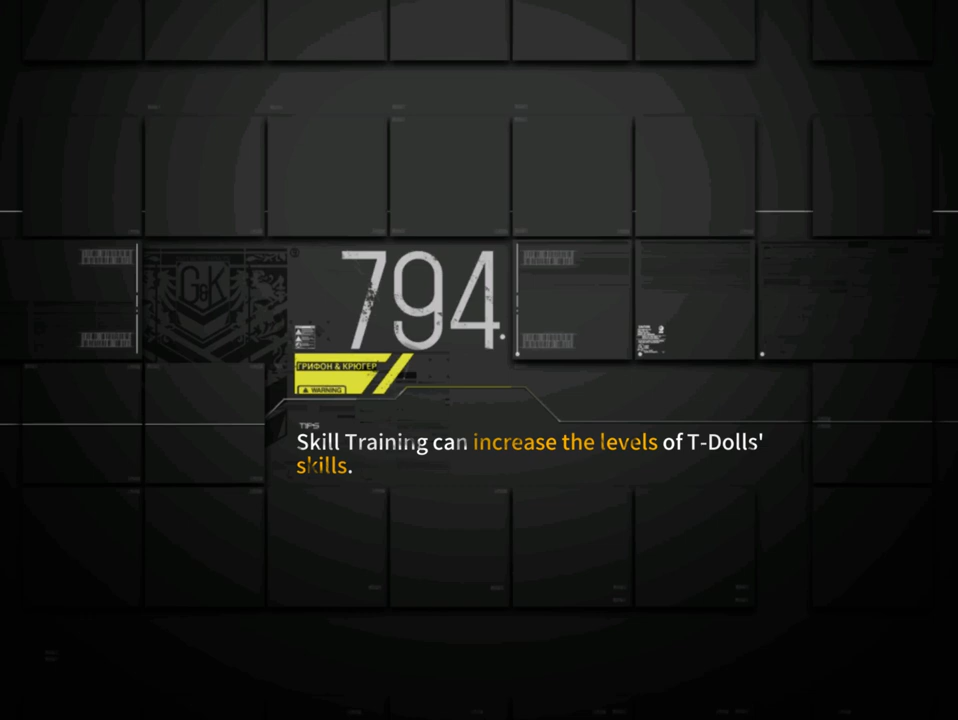 G&K
794.
ГРИФОН & КРЮГЕР
WARNING
TIPS
Skill Training can increase the levels of T-Dolls'
skills.